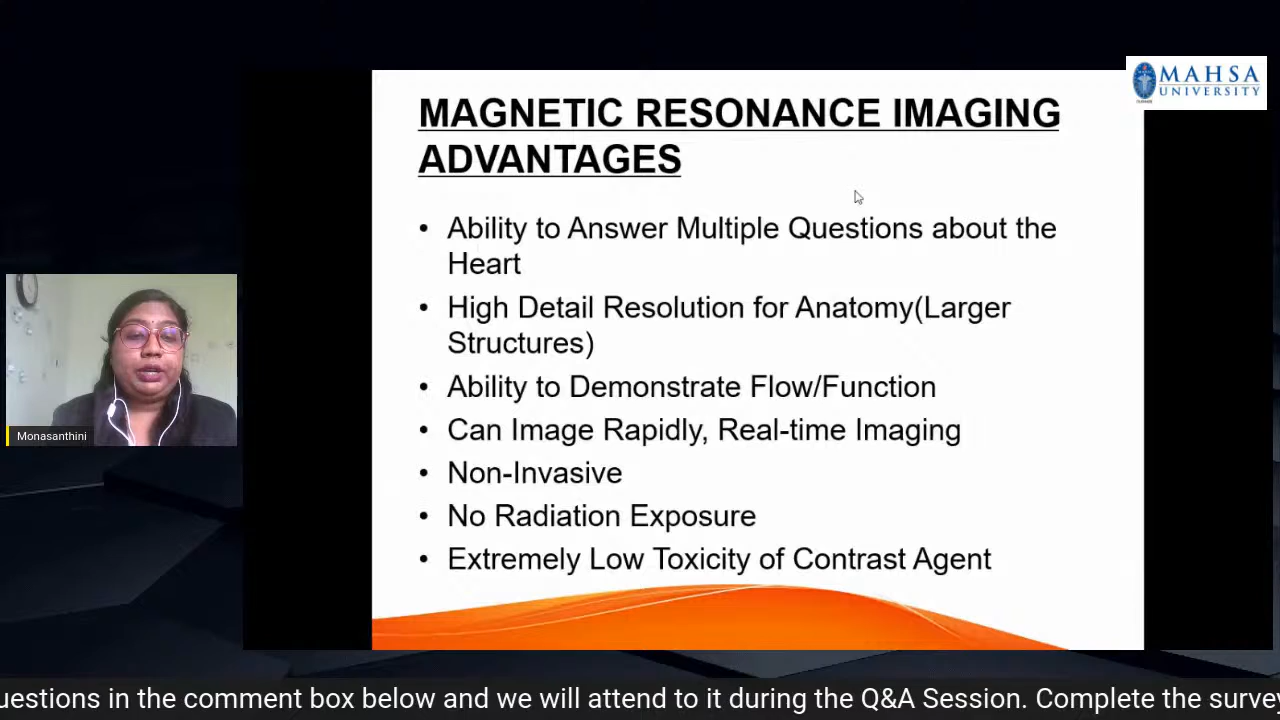 MAHSA
UNIVERSITY
MAGNETIC RESONANCE IMAGING
ADVANTAGES
• Ability to Answer Multiple Questions about the
Heart
• High Detail Resolution for Anatomy(Larger
Structures)
• Ability to Demonstrate Flow/Function
• Can Image Rapidly, Real-time Imaging
• Non-Invasive
• No Radiation Exposure
• Extremely Low Toxicity of Contrast Agent
Monasanthini
uestions in the comment box below and we will attend to it during the Q&A Session. Complete the survey